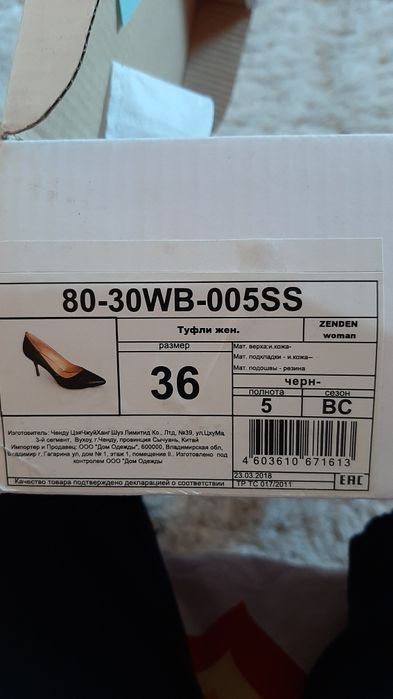 80-30WB-005SS
Туфли жен.
ZENDEN
woman
размер
36
Мат. верха:и.кожа-
Мат. подкладки - и.кожа--
Мат. подошвы - резина
черн-
полнота
сезон
5
ВС
Изготовитель: Ченду ЦзяЧжуйХанг Шуз Лимитид Ко., Лтд, №39, ул.ЦхуМа,
3-й сегмент, Вухоу, г.Ченду, провинция Сычуань, Китай
Импортер и Продавец: ООО "Дом Одежды", 600000, Владимирская обл,
Владимир г, Гагарина ул, дом № 1, этаж 1, помещение II.. Изготовлено под
контролем ООО "Дом Одежды
4 603610 671613
23.03.2018
Качество товара подтверждено декларацией о соответствии
ТР ТС 017/2011
EAC